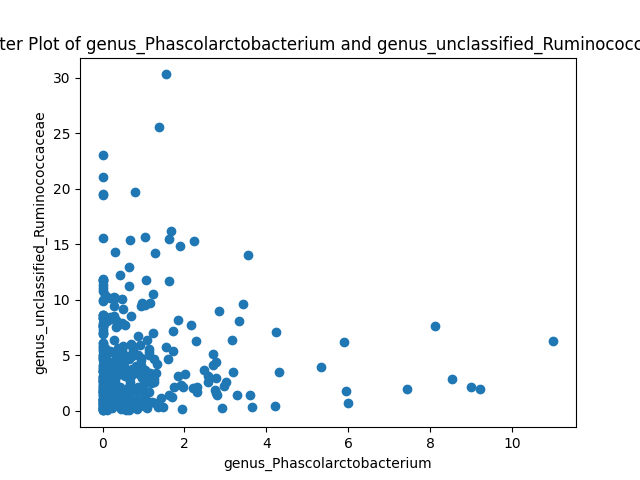 ter Plot of genus_Phascolarctobacterium and genus_unclassified_Ruminococc
30
25
20
15
10
5
0
genus_unclassified_Ruminococcaceae
0 2 4 6 8 10
genus_Phascolarctobacterium